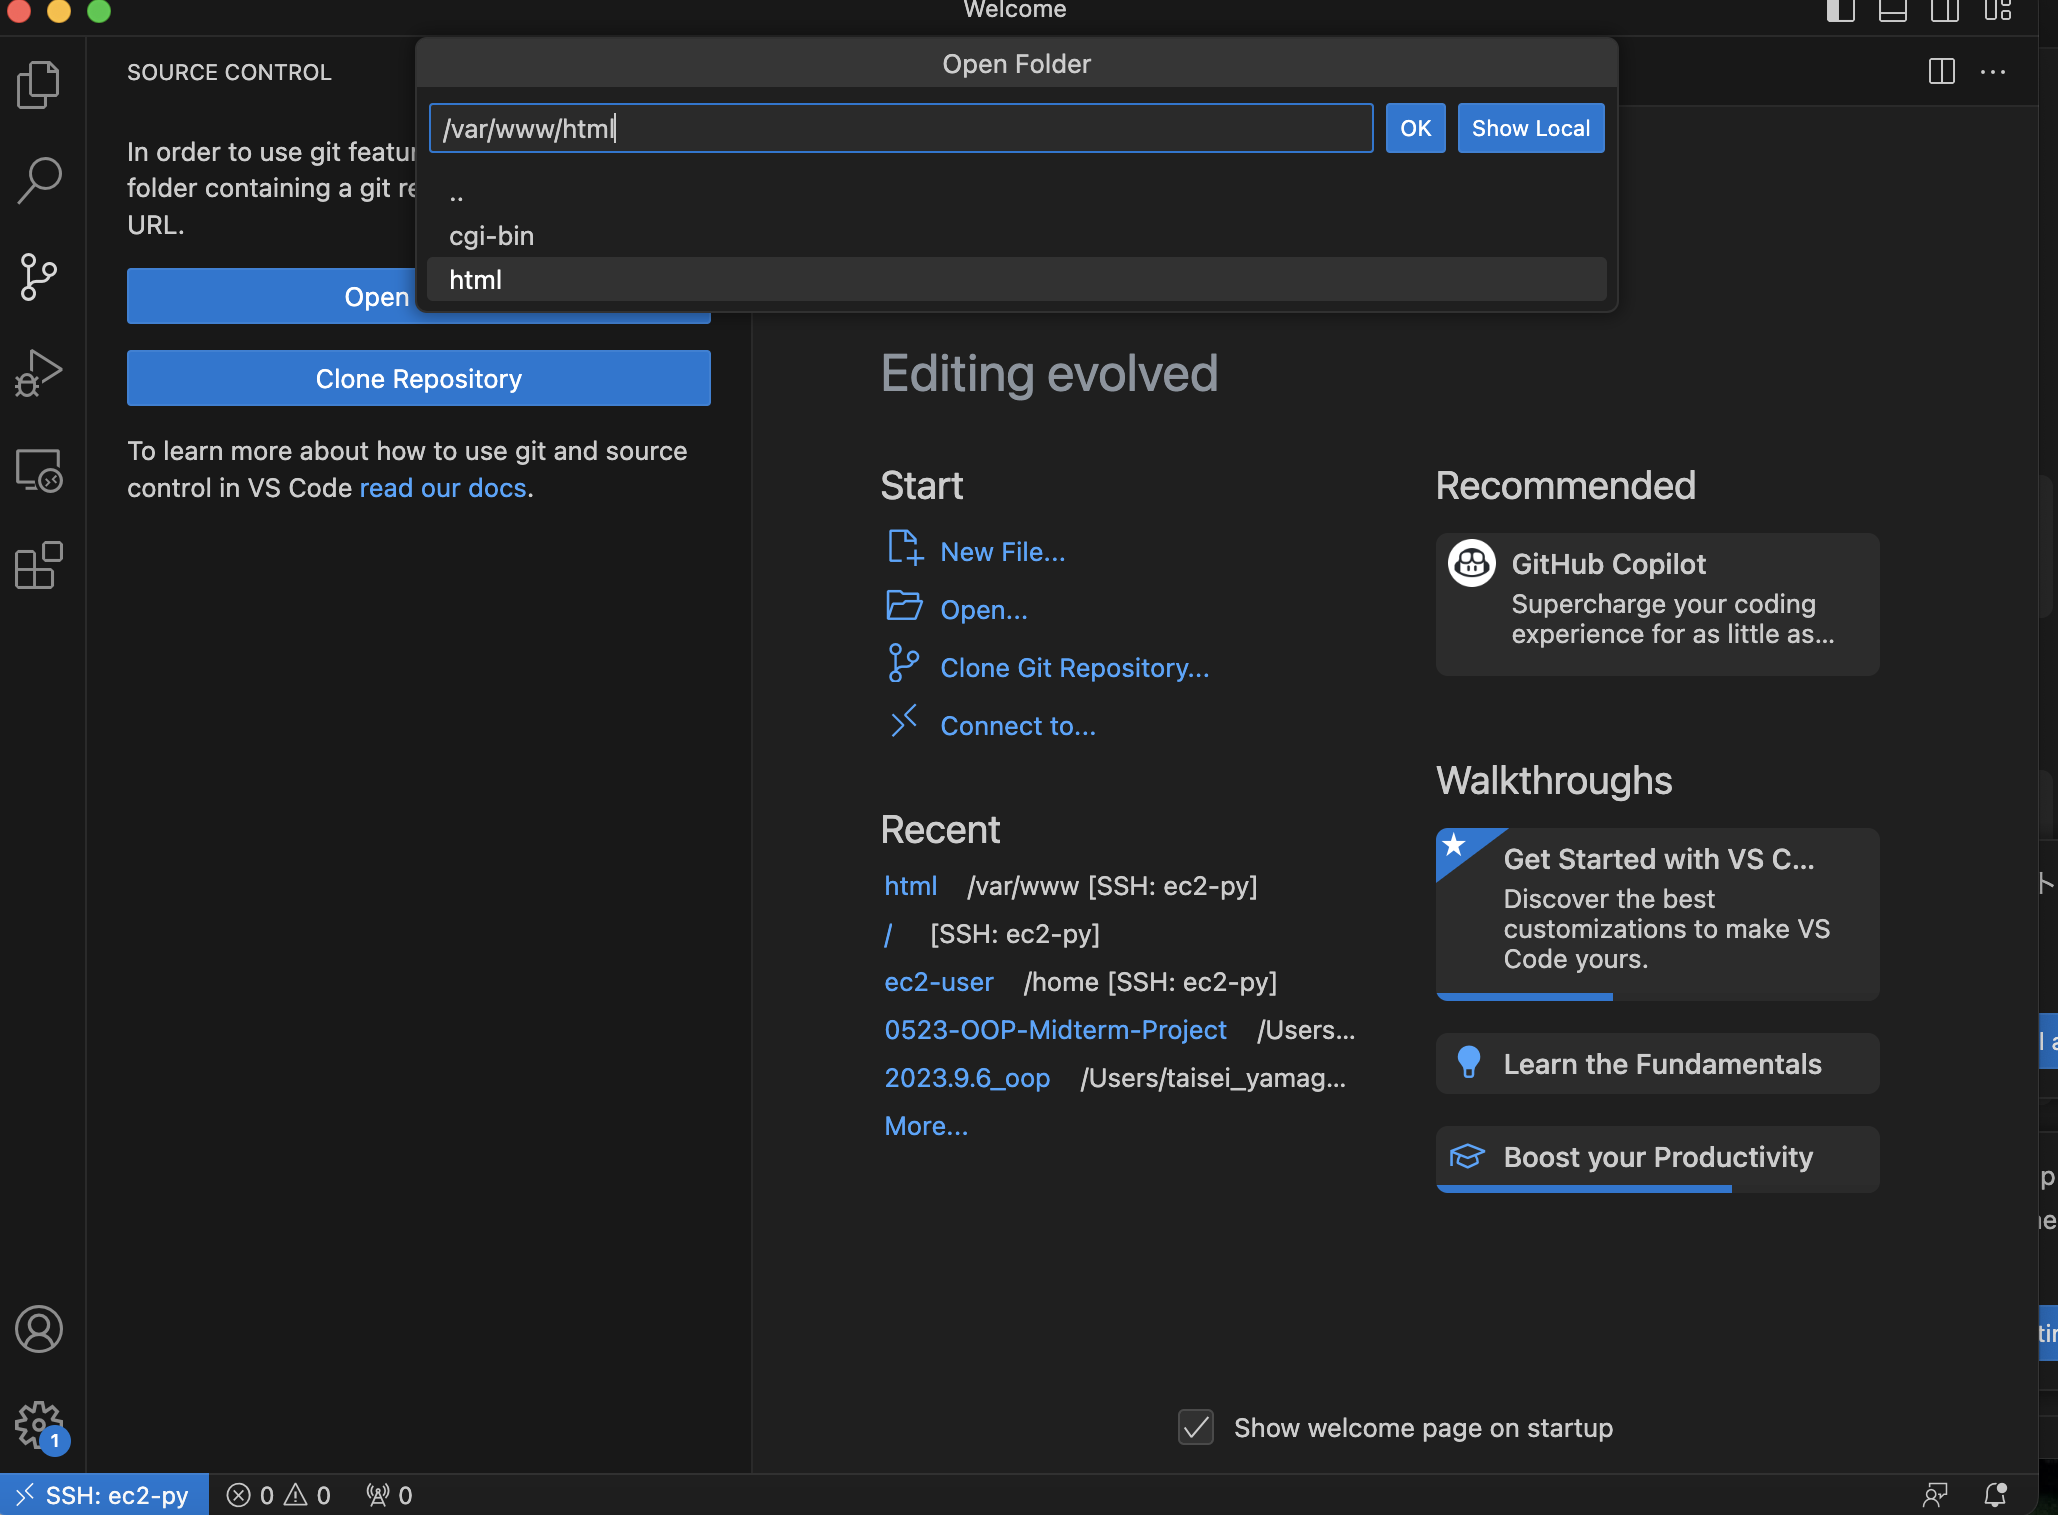 Welcome
SOURCE CONTROL
Open Folder
/var/www/html
OK
Show Local
..
cgi-bin
html
In order to use git
folder containing a git
URL.
Open
Clone Repository
To learn more about how to use git and source
control in VS Code read our docs.
Editing evolved
Start
New File...
Open...
Clone Git Repository...
Connect to...
Recent
html /var/www [SSH: ec2-py]
/ [SSH: ec2-py]
ec2-user /home [SSH: ec2-py]
0523-OOP-Midterm-Project /Users...
2023.9.6_oop /Users/taisei_yamag...
More...
Recommended
GitHub Copilot
Supercharge your coding
experience for as little as...
Walkthroughs
Get Started with VS C...
Discover the best
customizations to make VS
Code yours.
Learn the Fundamentals
Boost your Productivity
Show welcome page on startup
1
SSH: ec2-py
0
0
0